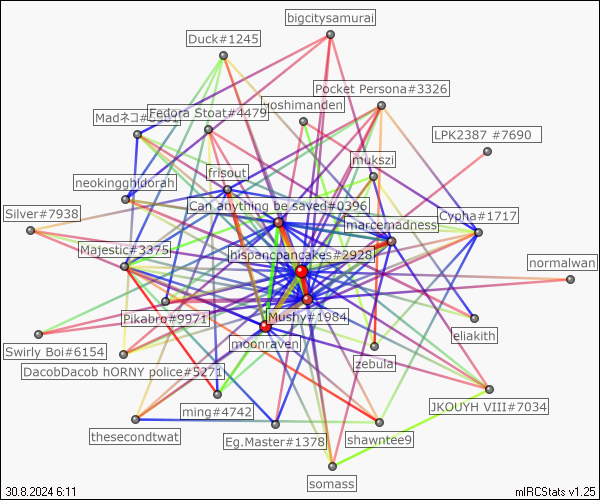 bigcitysamurai
Duck#1245
Pocket Persona#3326
Madネコ
Fedora Stoat#4479
oshimanden
LPK2387 #7690
mukszi
frisout
neokingghidorah
Can anything be saved#0396
Silver#7938
marcemadness
Cypha#1717
Majestic#3375
hispancpancakes#2928
normalwan
Pikabro#9971
Mushy#1984
eliakith
moonraven
Swirly Boi#6154
zebula
DacobDacob hORNY police#5271
ming#4742
JKOUYH VIII#7034
thesecondtwat
Eg.Master#1378
shawntee9
somass
30.8.2024 6:11
mIRCStats v1.25